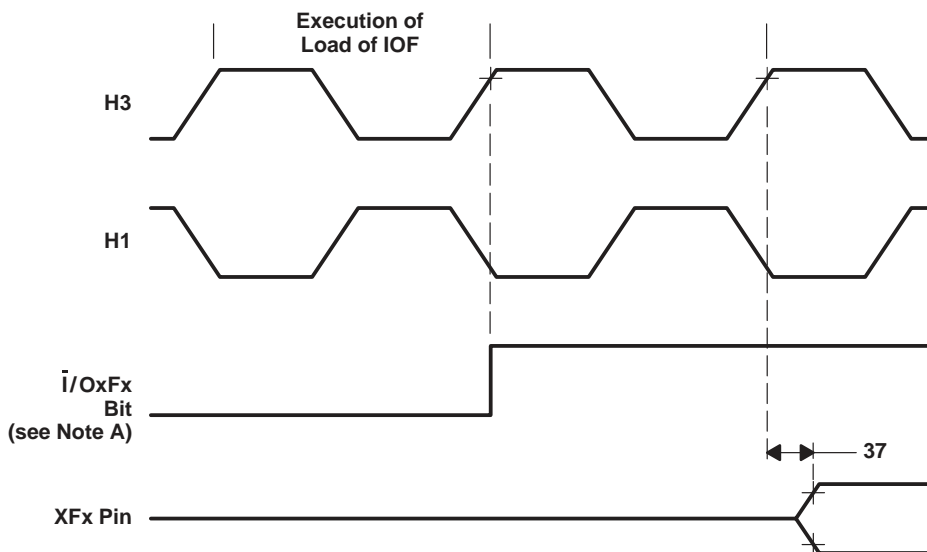 Execution of
Load of IOF
H3
H1
Ī/OxFx
Bit
(see Note A)
37
XFx Pin